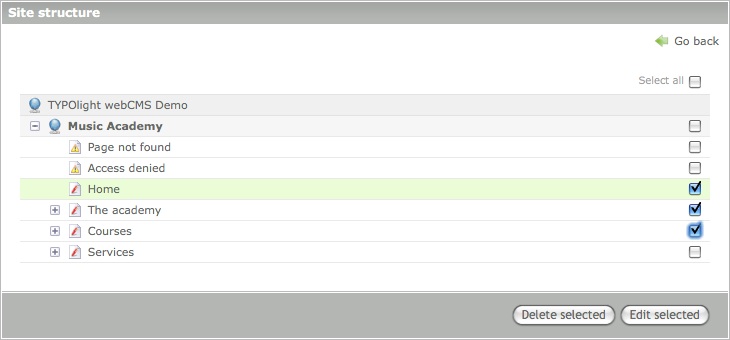 Site structure
Go back
Select all
TYPOlight webCMS Demo
Music Academy
Page not found
Access denied
Home
The academy
Courses
Services
Delete selected Edit selected